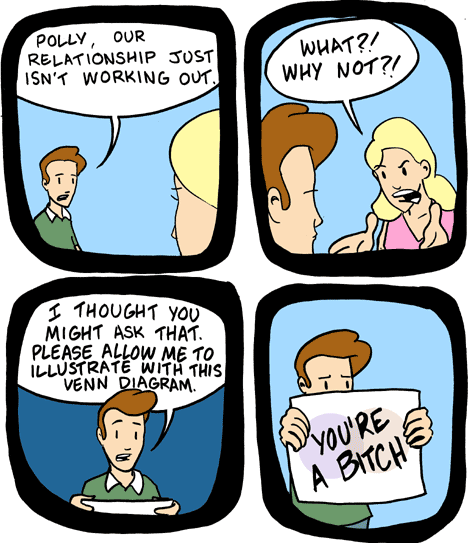 POLLY, OUR
RELATIONSHIP JUST
ISN'T WORKING OUT.
WHAT?!
WHY NOT?!
I THOUGHT YOU
MIGHT ASK THAT.
PLEASE ALLOW ME TO
ILLUSTRATE WITH THIS
VENN DIAGRAM.
YOU'RE
A BITCH